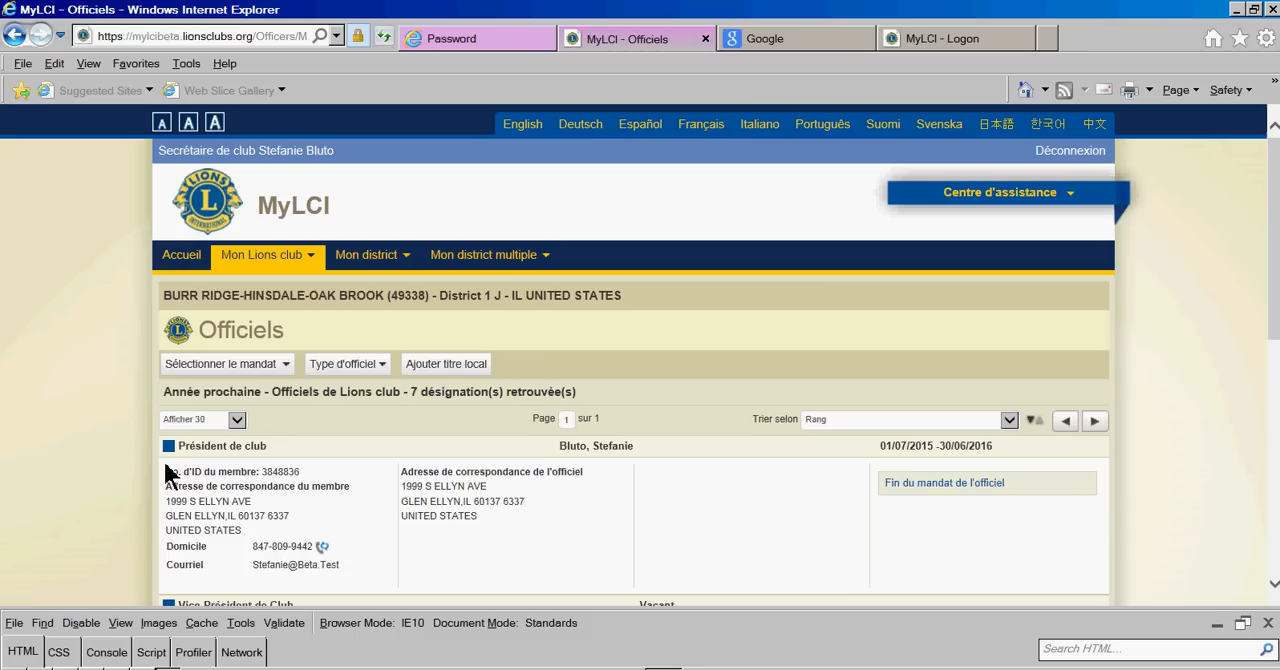 MyLCI - Officiels - Windows Internet Explorer
https://mylcibeta.lionsclubs.org/Officers/M
Password
MyLCI - Officiels
Google
MyLCI - Logon
File Edit View Favorites Tools Help
Suggested Sites Web Slice Gallery Page Safety
A A A English Deutsch Español Français Italiano Português Suomi Svenska 日本語 한국어 中文
Secrétaire de club Stefanie Bluto Déconnexion
LIONS L INTERNATIONAL MyLCI Centre d'assistance
Accueil Mon Lions club Mon district Mon district multiple
BURR RIDGE-HINSDALE-OAK BROOK (49338) - District 1 J - IL UNITED STATES
Officiels
Sélectionner le mandat Type d'officiel Ajouter titre local
Année prochaine - Officiels de Lions club - 7 désignation(s) retrouvée(s)
Afficher 30 Page 1 sur 1 Trier selon Rang
Président de club Bluto, Stefanie 01/07/2015 -30/06/2016
d'ID du membre: 3848836
Adresse de correspondance du membre
1999 S ELLYN AVE
GLEN ELLYN,IL 60137 6337
UNITED STATES
Domicile 847-809-9442
Courriel Stefanie@Beta.Test
Adresse de correspondance de l'officiel
1999 S ELLYN AVE
GLEN ELLYN,IL 60137 6337
UNITED STATES
Fin du mandat de l'officiel
Vice Président de Club Vacant
File Find Disable View Images Cache Tools Validate Browser Mode: IE10 Document Mode: Standards
HTML CSS Console Script Profiler Network Search HTML...